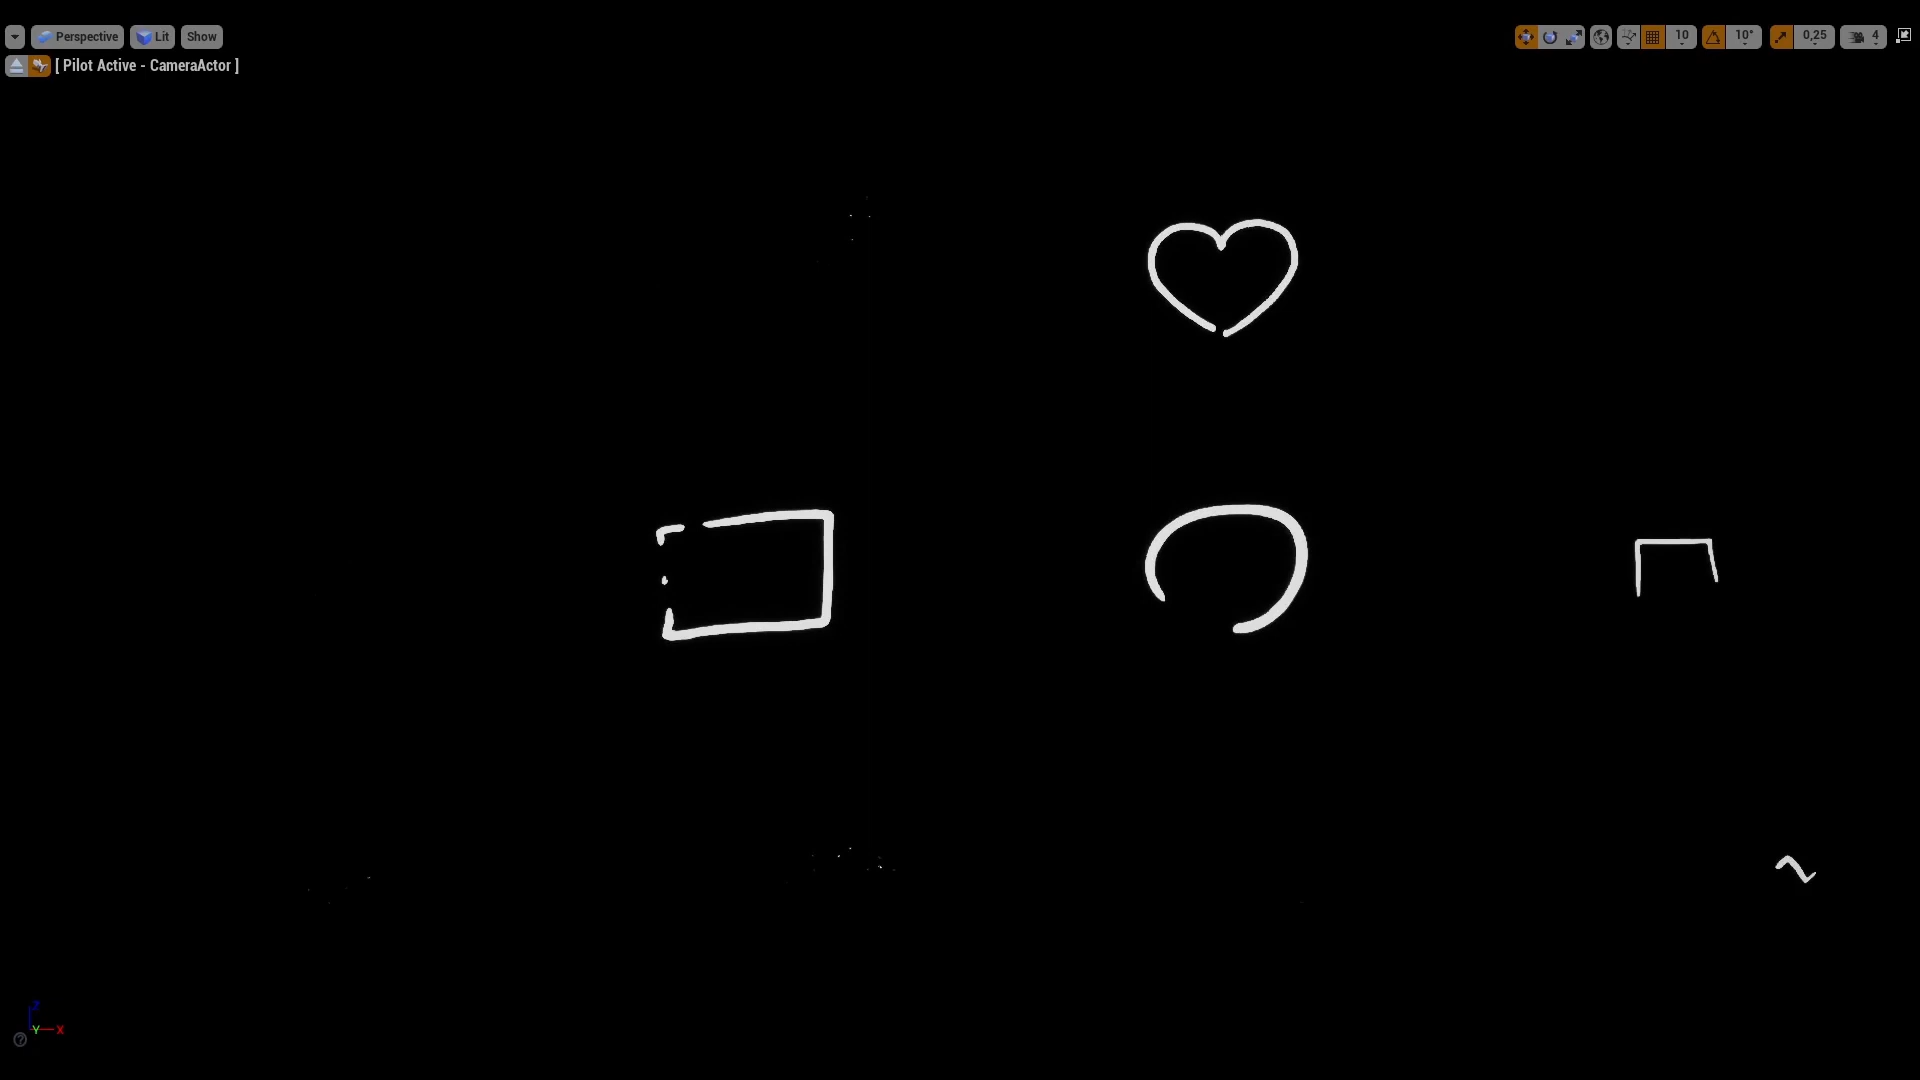 Perspective Lit Show 10 10° 0,25 4
[ Pilot Active - CameraActor ]
Z
Y X
?